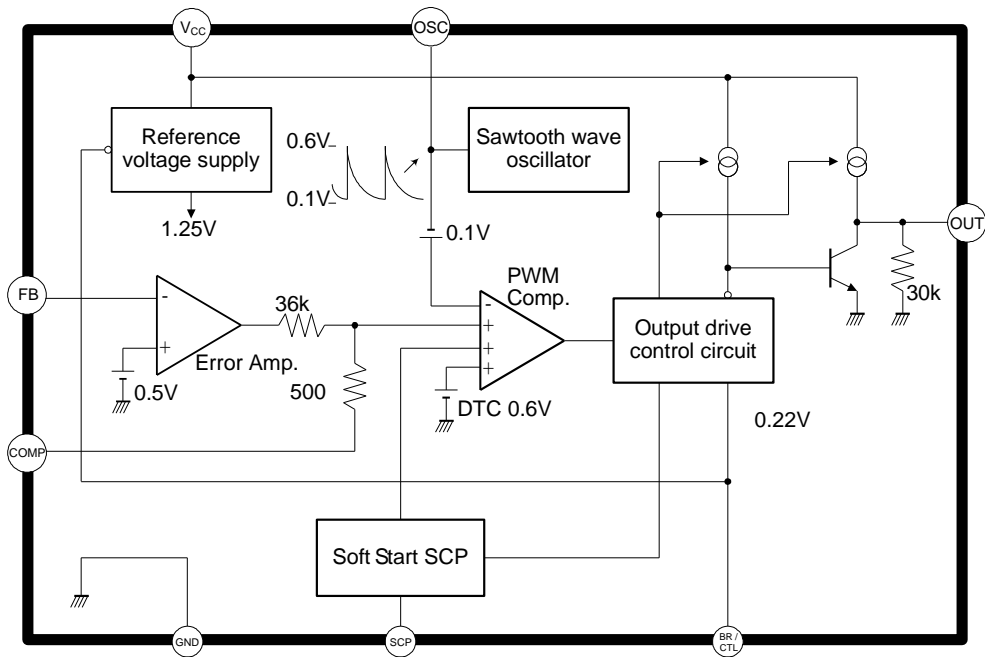 VCC
OSC
Reference
voltage supply
0.6V
0.1V
Sawtooth wave
oscillator
1.25V
0.1V
OUT
FB
-
+
Error Amp.
0.5V
36k
500
PWM
Comp.
-
+
+
+
DTC 0.6V
Output drive
control circuit
30k
0.22V
COMP
Soft Start SCP
GND
SCP
BR /
CTL